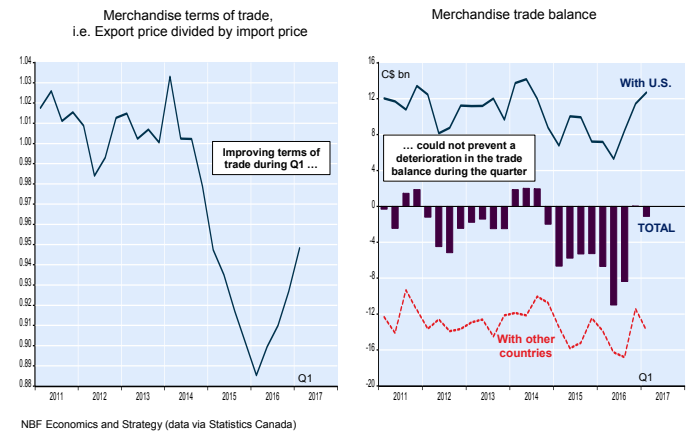 Merchandise terms of trade,
i.e. Export price divided by import price
1.04
1.03
1.02
1.01
1.00
0.99
0.98
0.97
0.96
0.95
0.94
0.93
0.92
0.91
0.90
0.89
0.88
Improving terms of
trade during Q1 ...
Q1
2011 2012 2013 2014 2015 2016 2017
Merchandise trade balance
16
12
8
4
0
-4
-8
-12
-16
-20
C$ bn
With U.S.
... could not prevent a
deterioration in the trade
balance during the quarter
TOTAL
With other
countries
Q1
2011 2012 2013 2014 2015 2016 2017
NBF Economics and Strategy (data via Statistics Canada)